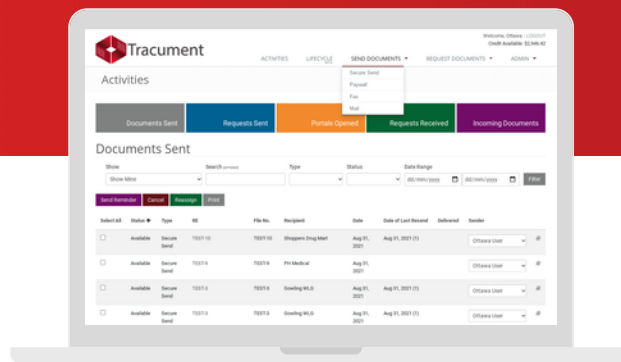 Welcome, Ottawa | LOGOUT
Tracument
Credit Available: $2,946.42
ACTIVITIES LIFECYCLE SEND DOCUMENTS REQUEST DOCUMENTS ADMIN
Secure Send
Activities
Paywall
Fax
Mail
Documents Sent Requests Sent Portals Opened Requests Received Incoming Documents
Documents Sent
Show Search Type Status Date Range
Show Mine dd/mm/yyyy dd/mm/yyyy Filter
Send Reminder Cancel Reassign Print
Select All Status Type RE File No. Recipient Date Date of Last Resend Delivered Sender
Available Secure Send TEST-10 TEST-10 Shoppers Drug Mart Aug 31, 2021 Aug 31, 2021 (1) Ottawa User
Available Secure Send TEST-9 TEST-9 PH Medical Aug 31, 2021 Aug 31, 2021 (1) Ottawa User
Available Secure Send TEST-3 TEST-3 Gowling WLG Aug 31, 2021 Aug 31, 2021 (1) Ottawa User
Available Secure Send TEST-3 TEST-3 Gowling WLG Aug 31, 2021 Aug 31, 2021 (1) Ottawa User